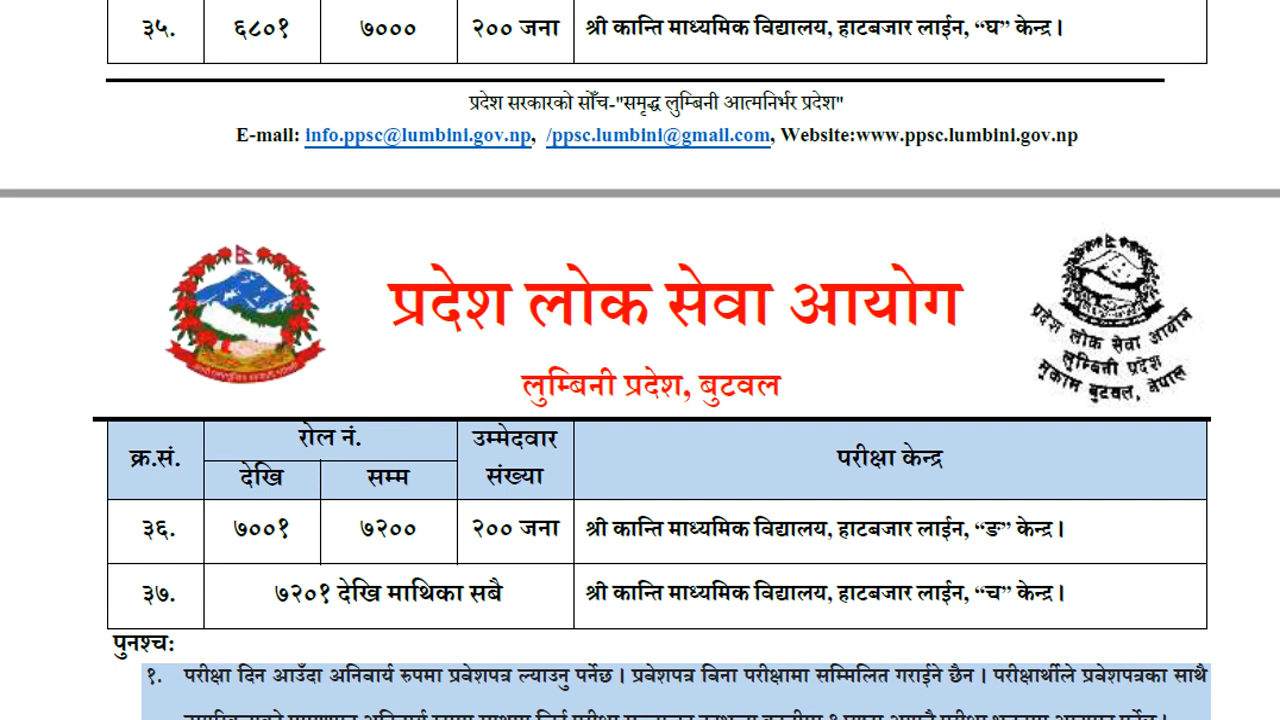 ३५. ६८०१ ७००० २०० जना श्री कान्ति माध्यमिक विद्यालय, हाटबजार लाईन, “घ” केन्द्र।
प्रदेश सरकारको सोँच-"समृद्ध लुम्बिनी आत्मनिर्भर प्रदेश"
E-mail: info.ppsc@lumbini.gov.np, /ppsc.lumbini@gmail.com, Website:www.ppsc.lumbini.gov.np
प्रदेश लोक सेवा आयोग
लुम्बिनी प्रदेश, बुटवल
प्रदेश लोक सेवा आयोग
लुम्बिनी प्रदेश
मुकाम बुटवल, नेपाल
क्र.सं. रोल नं. उम्मेदवार संख्या परीक्षा केन्द्र
देखि सम्म
३६. ७००१ ७२०० २०० जना श्री कान्ति माध्यमिक विद्यालय, हाटबजार लाईन, “ङ” केन्द्र।
३७. ७२०१ देखि माथिका सबै श्री कान्ति माध्यमिक विद्यालय, हाटबजार लाईन, “च” केन्द्र।
पुनश्च:
१. परीक्षा दिन आउँदा अनिबार्य रुपमा प्रबेशपत्र ल्याउनु पर्नेछ। प्रबेशपत्र बिना परीक्षामा सम्मिलित गराईने छैन। परीक्षार्थीले प्रबेशपत्रका साथै